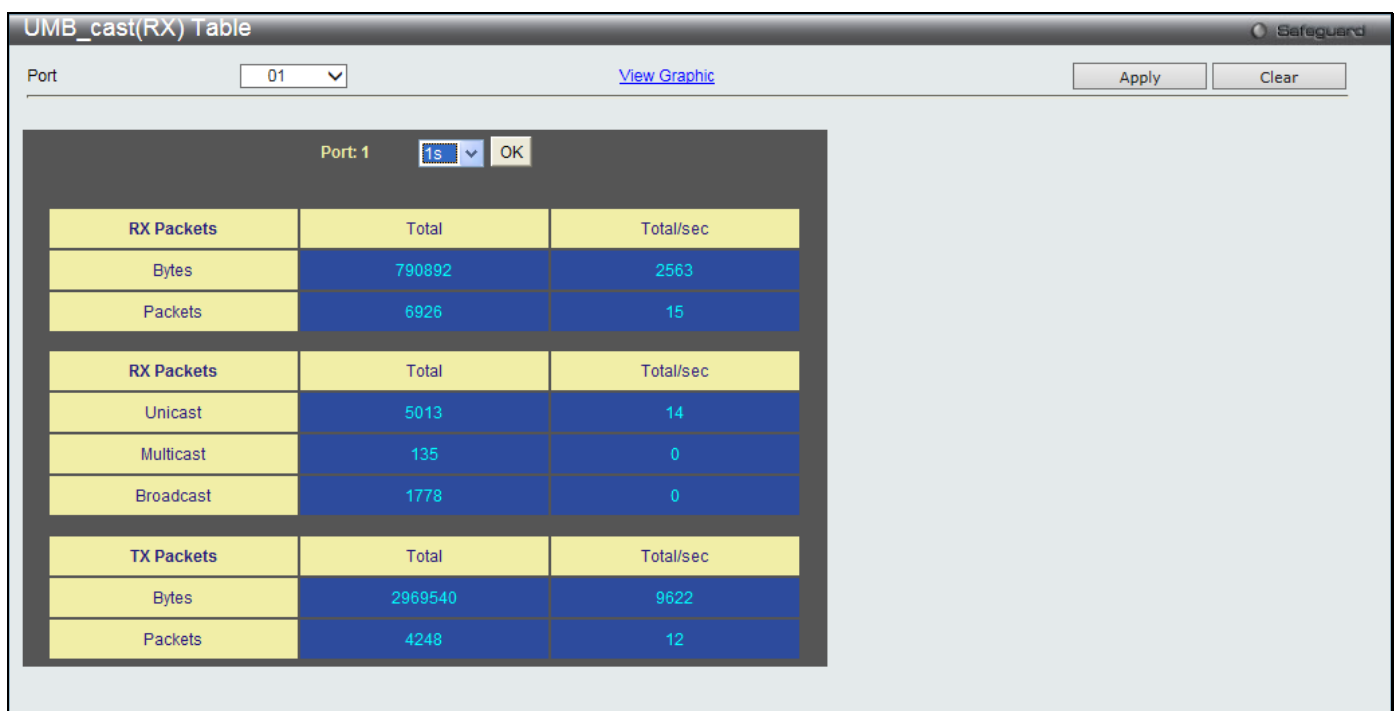 UMB_cast(RX) Table
Safeguard
Port 01 View Graphic Apply Clear
Port: 1 1s OK
RX Packets Total Total/sec
Bytes 790892 2563
Packets 6926 15
RX Packets Total Total/sec
Unicast 5013 14
Multicast 135 0
Broadcast 1778 0
TX Packets Total Total/sec
Bytes 2969540 9622
Packets 4248 12